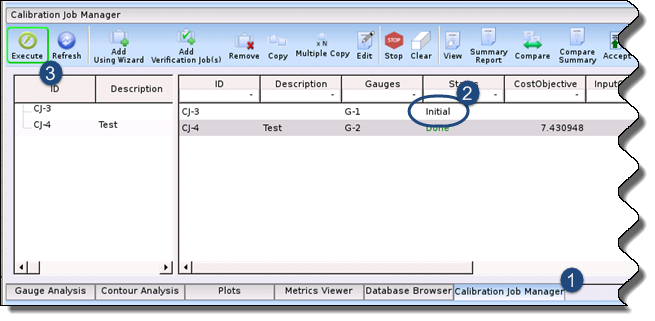 Calibration Job Manager
Execute
Refresh
Add
Using Wizard
Add
Verification Job(s)
Remove
Copy
x N
Multiple Copy
Edit
STOP
Stop
Clear
View
Summary
Report
Compare
Compare
Summary
Accept
3
ID
Description
CJ-3
CJ-4 Test
ID Description Gauges CostObjective
2
CJ-3 G-1 Initial
CJ-4 Test G-2 Done 7.430948
1
Gauge Analysis Contour Analysis Plots Metrics Viewer Database Browser Calibration Job Manager